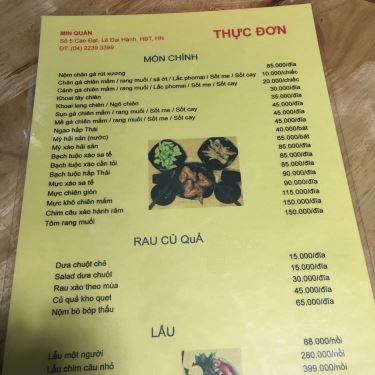 MIN QUÁN
Số 5 Cao Đạt, Lê Đại Hành, HBT, HN
ĐT: (04) 2239 3399
THỰC ĐƠN
MÓN CHÍNH
Nộm chân gà rút xương 85.000/đĩa
Chân gà chiên mắm / rang muối / sả ớt / Lắc phomai / Sốt me / Sốt cay 10.000/chiếc
Cánh gà chiên mắm / rang muối / Lắc phomai / Sốt me / Sốt cay 20.000/chiếc
Khoai tây chiên 30.000/đĩa
Khoai lang chiên / Ngô chiên 35.000/đĩa
Sụn gà chiên mắm / rang muối / Sốt me / Sốt cay 45.000/đĩa
Mề gà chiên mắm / rang muối / Sốt me / Sốt cay 45.000/đĩa
Ngao hấp Thái 45.000/đĩa
Mỳ hải sản (nước) 40.000/bát
Mỳ xào hải sản 65.000/bát
Bạch tuộc xào sa tế 85.000/đĩa
Bạch tuộc xào cần tỏi 85.000/đĩa
Bạch tuộc hấp Thái 85.000/đĩa
Mực xào sa tế 90.000/đĩa
Mực chiên giòn 90.000/đĩa
Mực khô chiên mắm 115.000/đĩa
Chim câu xào hành răm 150.000/đĩa
Tôm rang muối 150.000/đĩa
RAU CỦ QuẢ
Dưa chuột chẻ 15.000/đĩa
Salad dưa chuột 30.000/đĩa
Rau xào theo mùa 30.000/đĩa
Củ quả kho quẹt 45.000/đĩa
Nộm bò bóp thấu 65.000/đĩa
LẨU
Lẩu một người 88.000/nồi
Lẩu chim câu nhỏ 280.000/nồi
399.000/nồi